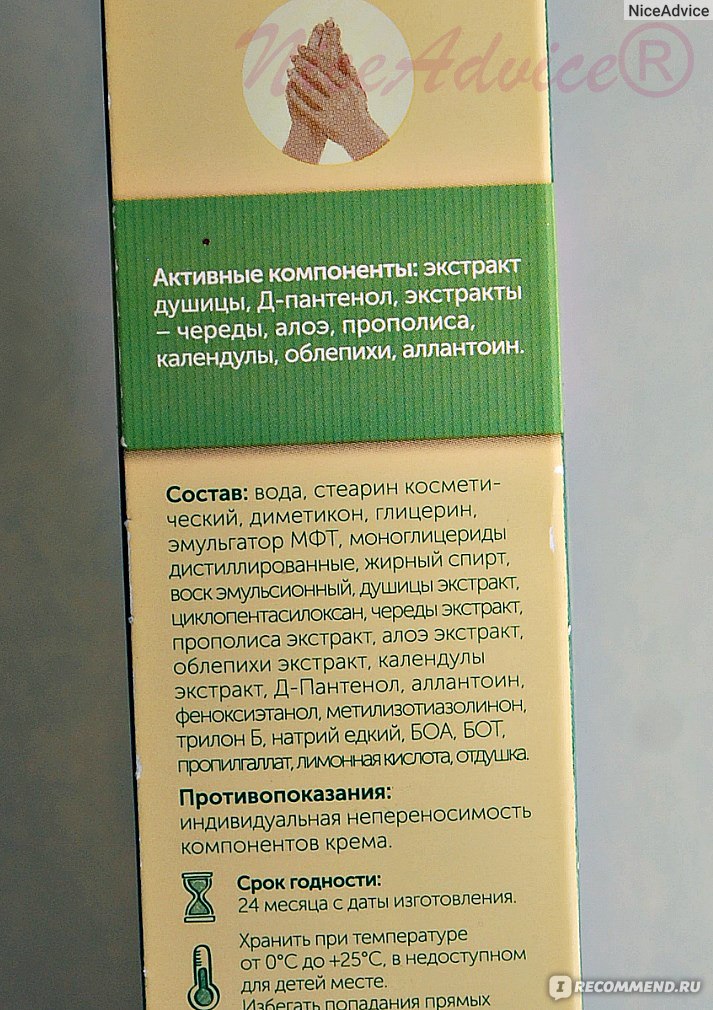 NiceAdvice
NiceAdvice®
Активные компоненты: экстракт
душицы, Д-пантенол, экстракты
– череды, алоэ, прополиса,
календулы, облепихи, аллантоин.
Состав: вода, стеарин космети-
ческий, диметикон, глицерин,
эмульгатор МФТ, моноглицериды
дистиллированные, жирный спирт,
воск эмульсионный, душицы экстракт,
циклопентасилоксан, череды экстракт,
прополиса экстракт, алоэ экстракт,
облепихи экстракт, календулы
экстракт, Д-Пантенол, аллантоин,
феноксиэтанол, метилизотиазолинон,
трилон Б, натрий едкий, БОА, БОТ,
пропилгаллат, лимонная кислота, отдушка.
Противопоказания:
индивидуальная непереносимость
компонентов крема.
Срок годности:
24 месяца с даты изготовления.
Хранить при температуре
от 0°С до +25°С, в недоступном
для детей месте.
Избегать попадания прямых
IRECOMMEND.RU